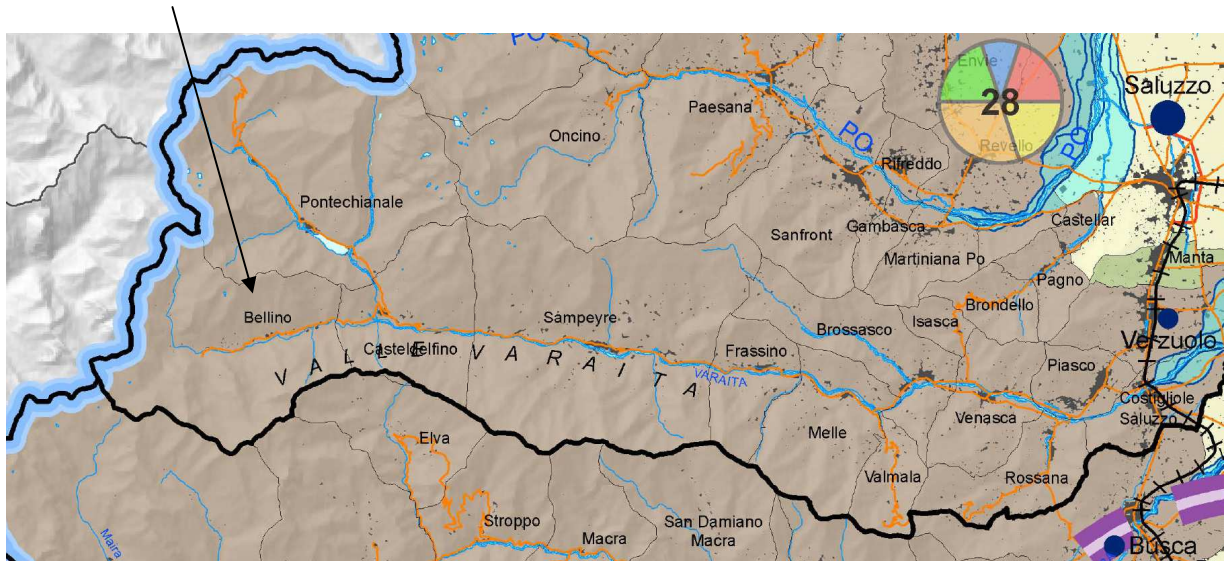 PO
Envie
28
Saluzzo
Paesana
Oncino
PO
Revello
PO
Rifreddo
Pontechianale
Castellar
Gambasca
Sanfront
Martiniana Po
Manta
Pagno
Brondello
Bellino
Sampeyre
Isasca
Brossasco
Verzuolo
Casteldelfino
Frassino
VALLE VARAITA
VARAITA
Piasco
Costigliole
Saluzzo
Venasca
Melle
Elva
Valmala
Rossana
Stroppo
San Damiano
Macra
Macra
Maira
Busca